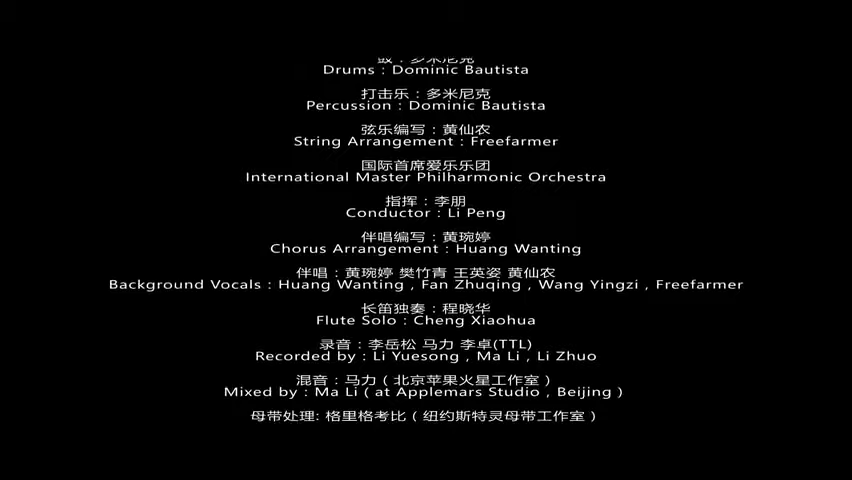 鼓：多米尼克
Drums : Dominic Bautista
打击乐：多米尼克
Percussion : Dominic Bautista
弦乐编写：黄仙农
String Arrangement : Freefarmer
国际首席爱乐乐团
International Master Philharmonic Orchestra
指挥：李朋
Conductor : Li Peng
伴唱编写：黄琬婷
Chorus Arrangement : Huang Wanting
伴唱：黄琬婷 樊竹青 王英姿 黄仙农
Background Vocals : Huang Wanting , Fan Zhuqing , Wang Yingzi , Freefarmer
长笛独奏：程晓华
Flute Solo : Cheng Xiaohua
录音：李岳松 马力 李卓(TTL)
Recorded by : Li Yuesong , Ma Li , Li Zhuo
混音：马力（北京苹果火星工作室）
Mixed by : Ma Li ( at Applemars Studio , Beijing )
母带处理: 格里格考比（纽约斯特灵母带工作室）